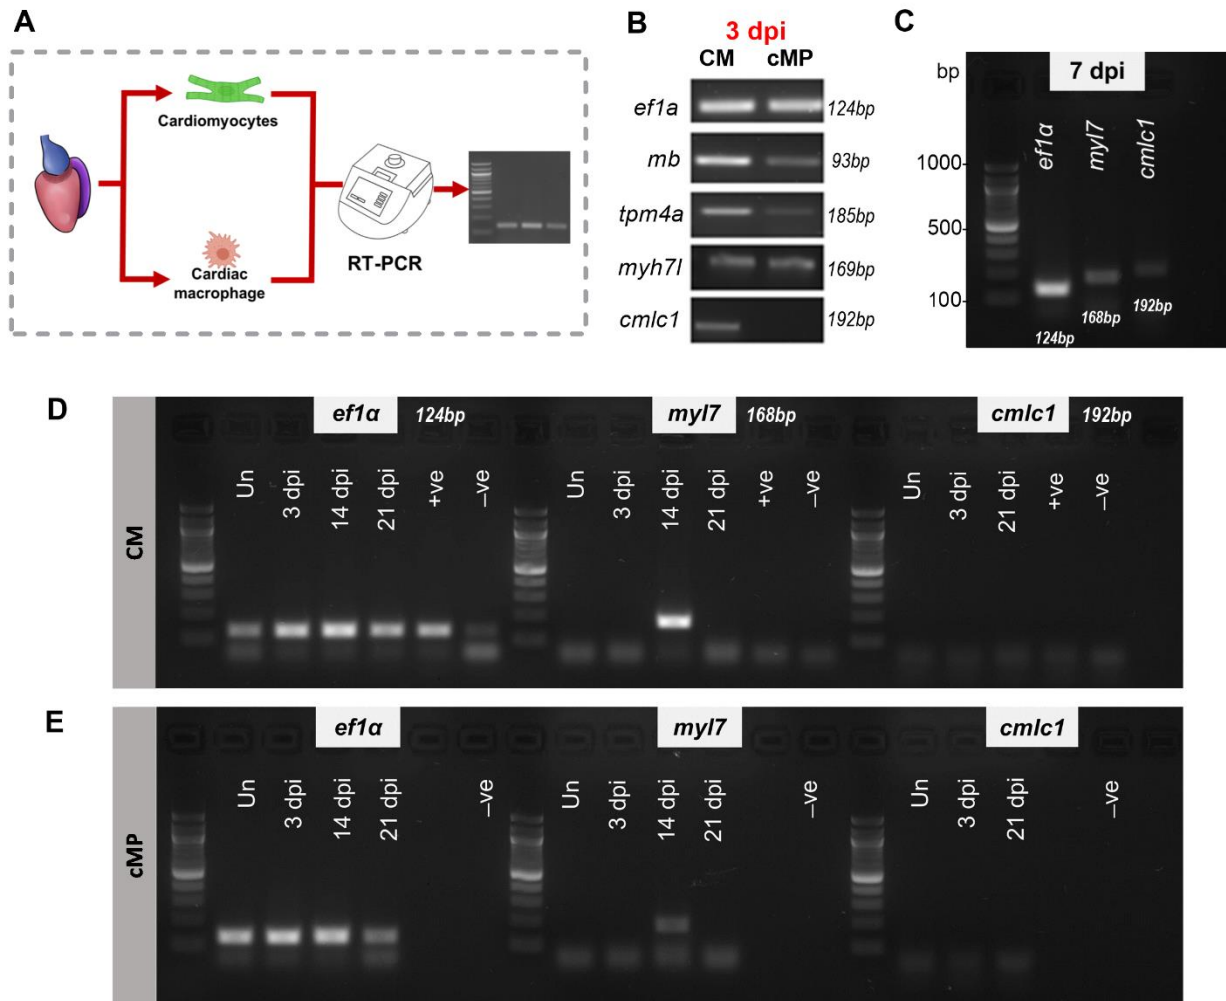 A
Cardiomyocytes
Cardiac
macrophage
RT-PCR
B
3 dpi
CM cMP
ef1a 124bp
mb 93bp
tpm4a 185bp
myh7l 169bp
cmlc1 192bp
C
bp
7 dpi
ef1α myl7 cmlc1
1000
500
100
124bp 168bp 192bp
D
CM
ef1α 124bp myl7 168bp cmlc1 192bp
Un 3 dpi 14 dpi 21 dpi +ve –ve Un 3 dpi 14 dpi 21 dpi +ve –ve Un 3 dpi 21 dpi +ve –ve
E
cMP
ef1α myl7 cmlc1
Un 3 dpi 14 dpi 21 dpi –ve Un 3 dpi 14 dpi 21 dpi –ve Un 3 dpi 21 dpi –ve